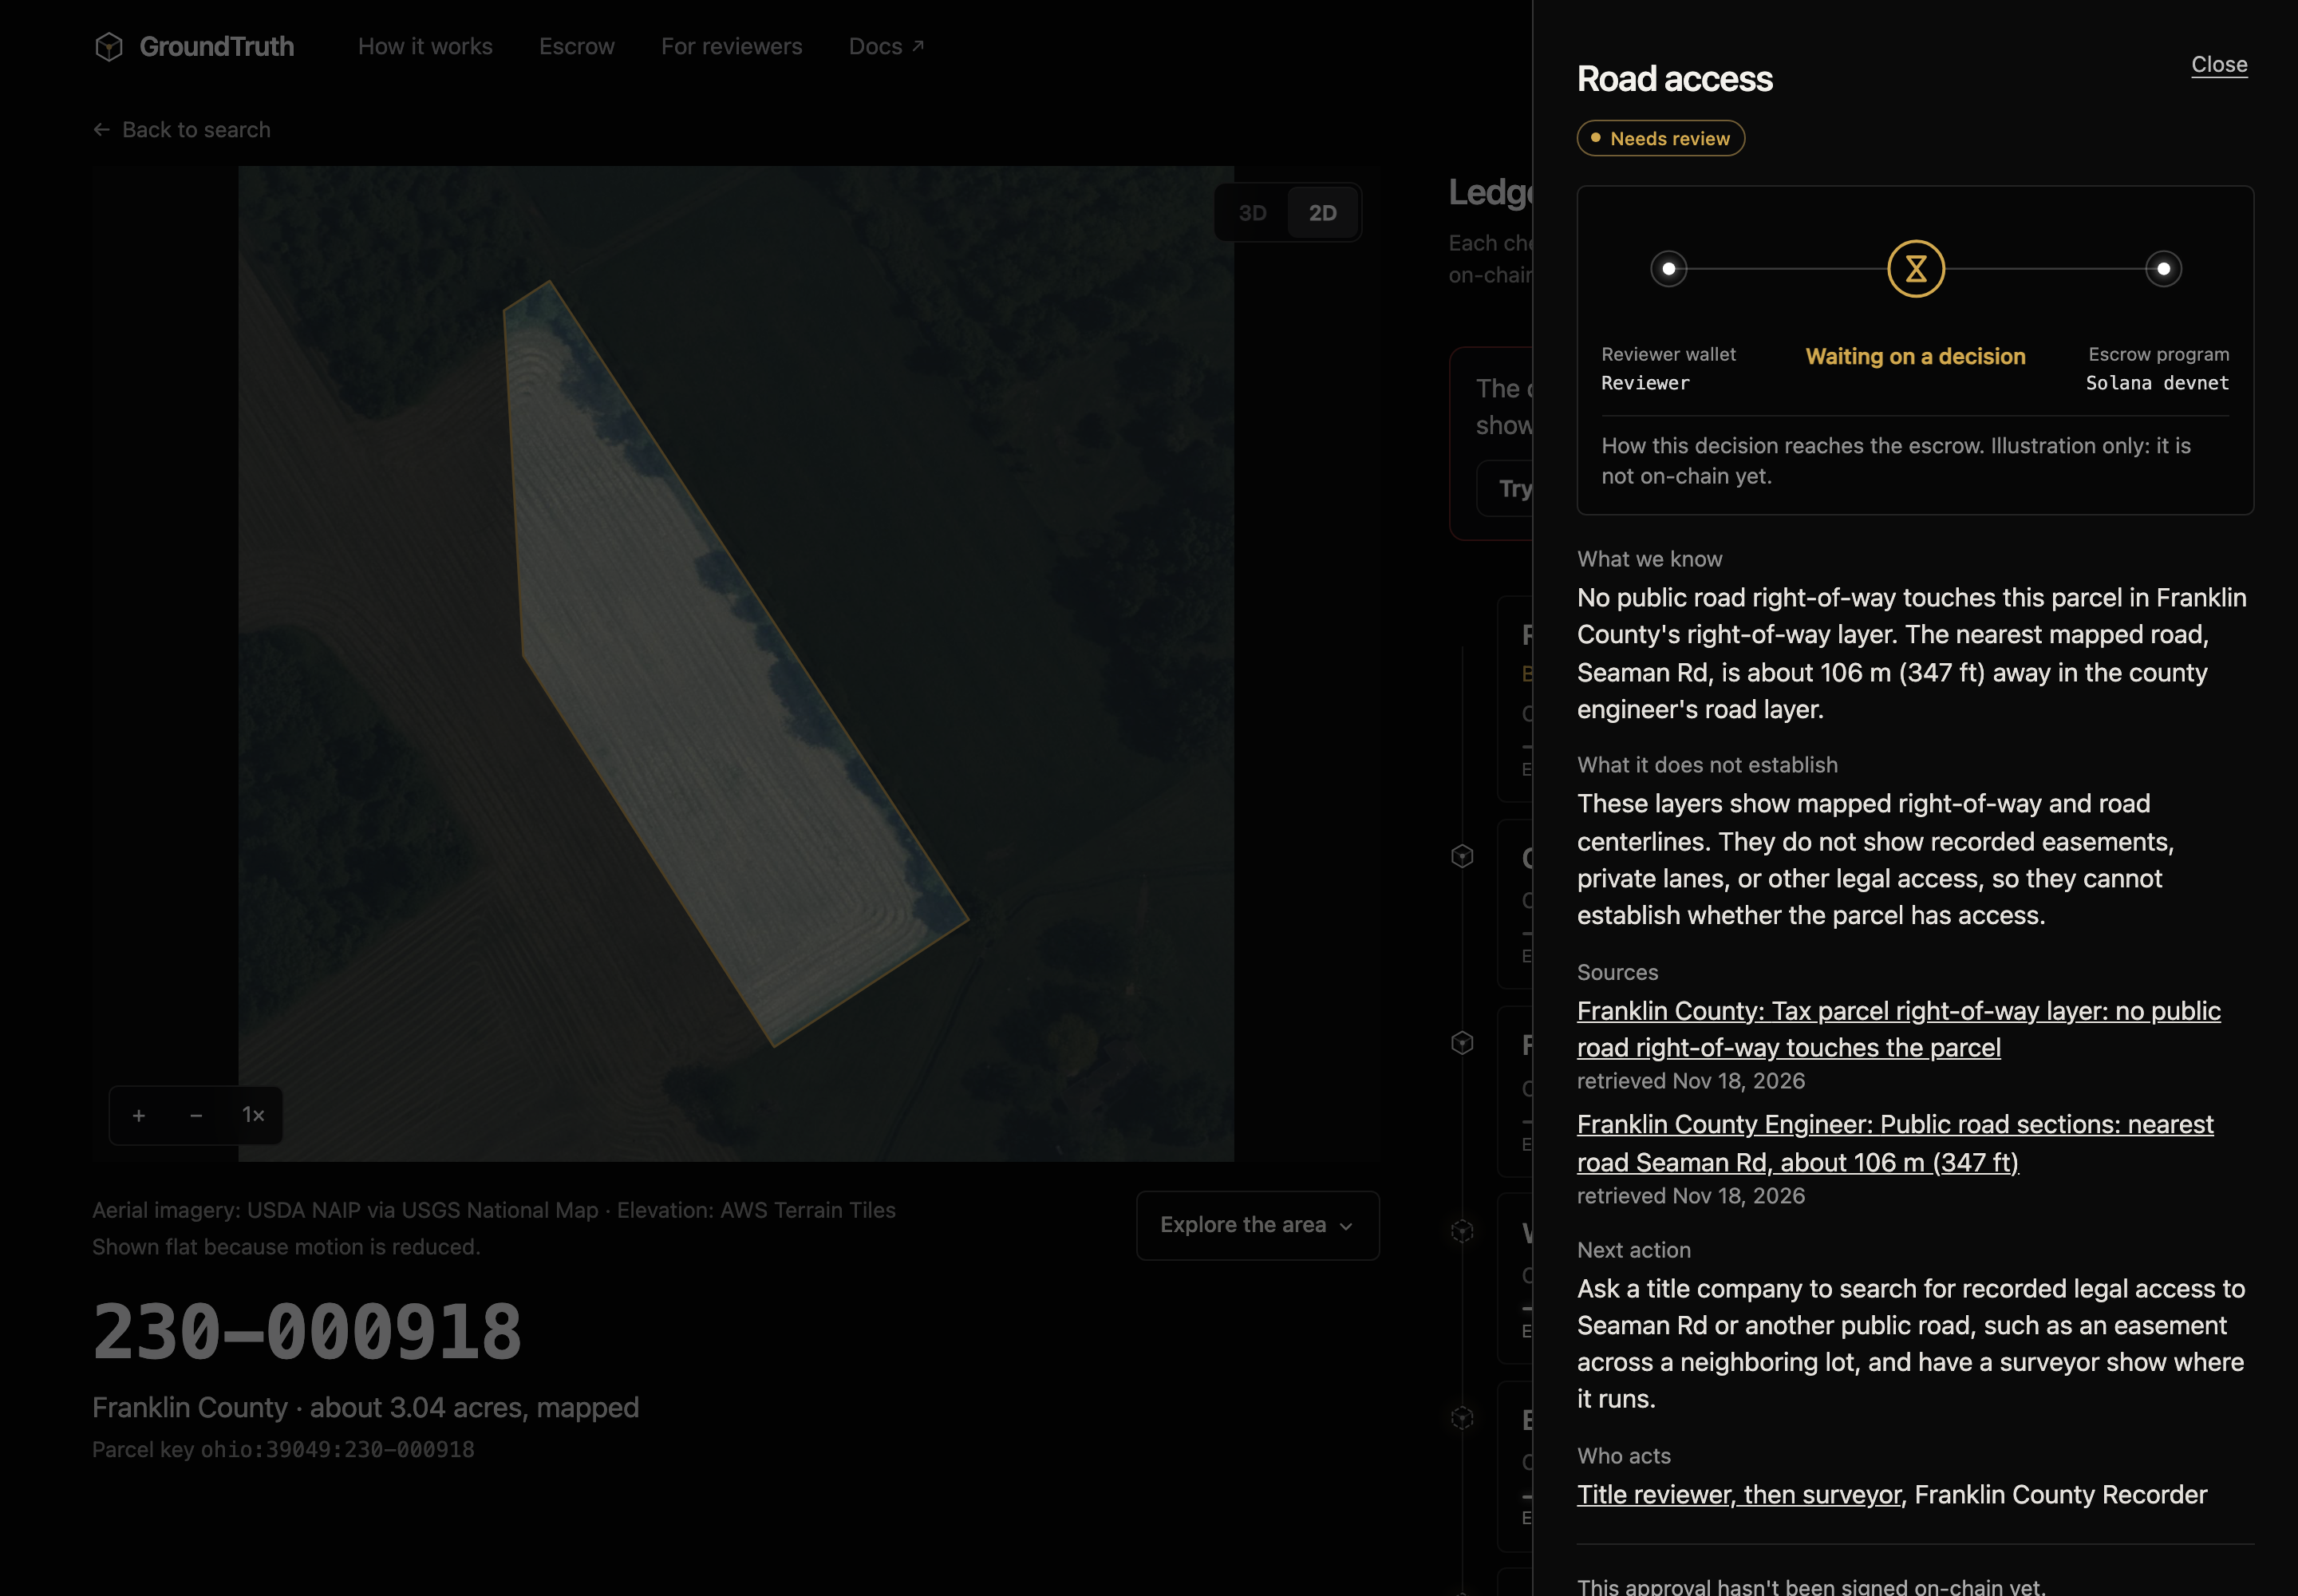 GroundTruth
How it works
Escrow
For reviewers
Docs ↗
← Back to search
3D
2D
+
−
1×
Aerial imagery: USDA NAIP via USGS National Map · Elevation: AWS Terrain Tiles
Shown flat because motion is reduced.
Explore the area
230–000918
Franklin County · about 3.04 acres, mapped
Parcel key ohio:39049:230–000918
Each
on-chain
The
Try
Road access
Close
Needs review
Reviewer wallet
Reviewer
Waiting on a decision
Escrow program
Solana devnet
How this decision reaches the escrow. Illustration only: it is
not on-chain yet.
What we know
No public road right-of-way touches this parcel in Franklin
County's right-of-way layer. The nearest mapped road,
Seaman Rd, is about 106 m (347 ft) away in the county
engineer's road layer.
What it does not establish
These layers show mapped right-of-way and road
centerlines. They do not show recorded easements,
private lanes, or other legal access, so they cannot
establish whether the parcel has access.
Sources
Franklin County: Tax parcel right-of-way layer: no public
road right-of-way touches the parcel
retrieved Nov 18, 2026
Franklin County Engineer: Public road sections: nearest
road Seaman Rd, about 106 m (347 ft)
retrieved Nov 18, 2026
Next action
Ask a title company to search for recorded legal access to
Seaman Rd or another public road, such as an easement
across a neighboring lot, and have a surveyor show where
it runs.
Who acts
Title reviewer, then surveyor, Franklin County Recorder
This approval hasn't been signed on-chain yet.